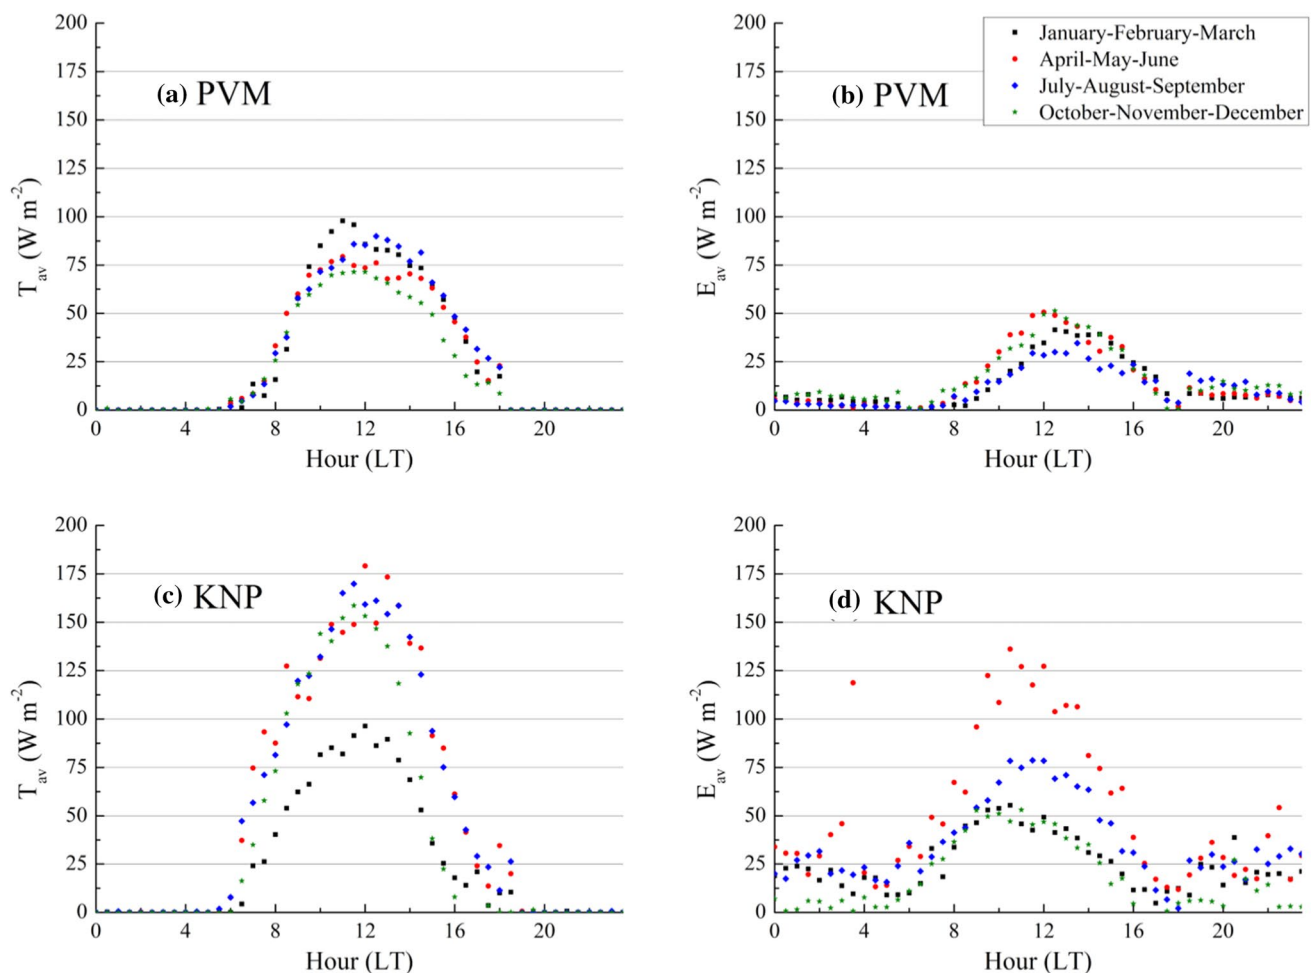 (a) PVM
200
175
150
125
100
75
50
25
0
T_av (W m^-2)
0 4 8 12 16 20
Hour (LT)
(b) PVM
January-February-March
April-May-June
July-August-September
October-November-December
200
175
150
125
100
75
50
25
0
E_av (W m^-2)
0 4 8 12 16 20
Hour (LT)
(c) KNP
200
175
150
125
100
75
50
25
0
T_av (W m^-2)
0 4 8 12 16 20
Hour (LT)
(d) KNP
200
175
150
125
100
75
50
25
0
E_av (W m^-2)
0 4 8 12 16 20
Hour (LT)